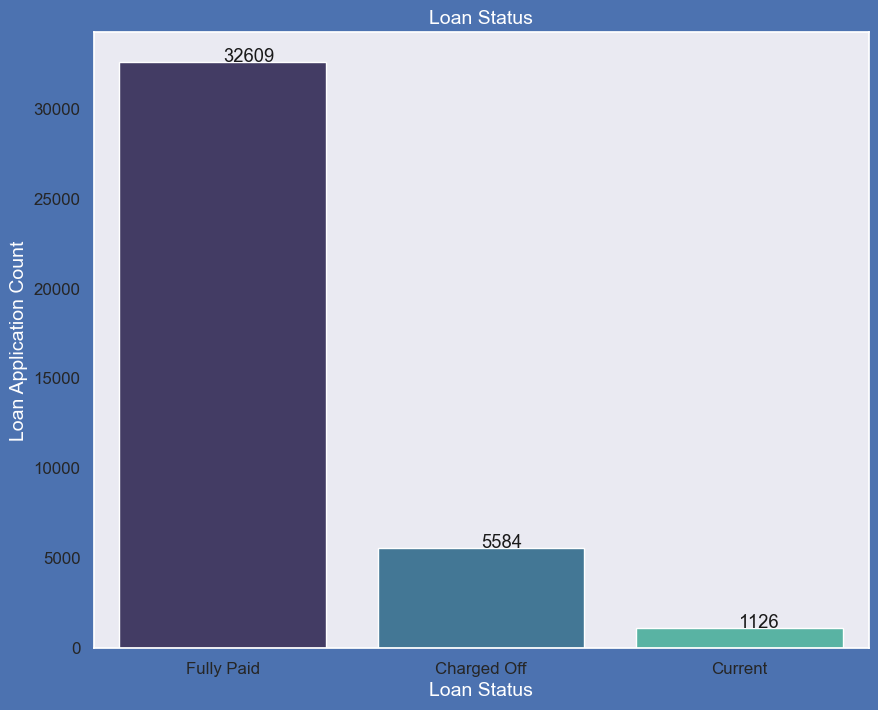 Loan Status
32609
30000
25000
20000
15000
10000
5000
0
Loan Application Count
5584
1126
Fully Paid
Charged Off
Current
Loan Status